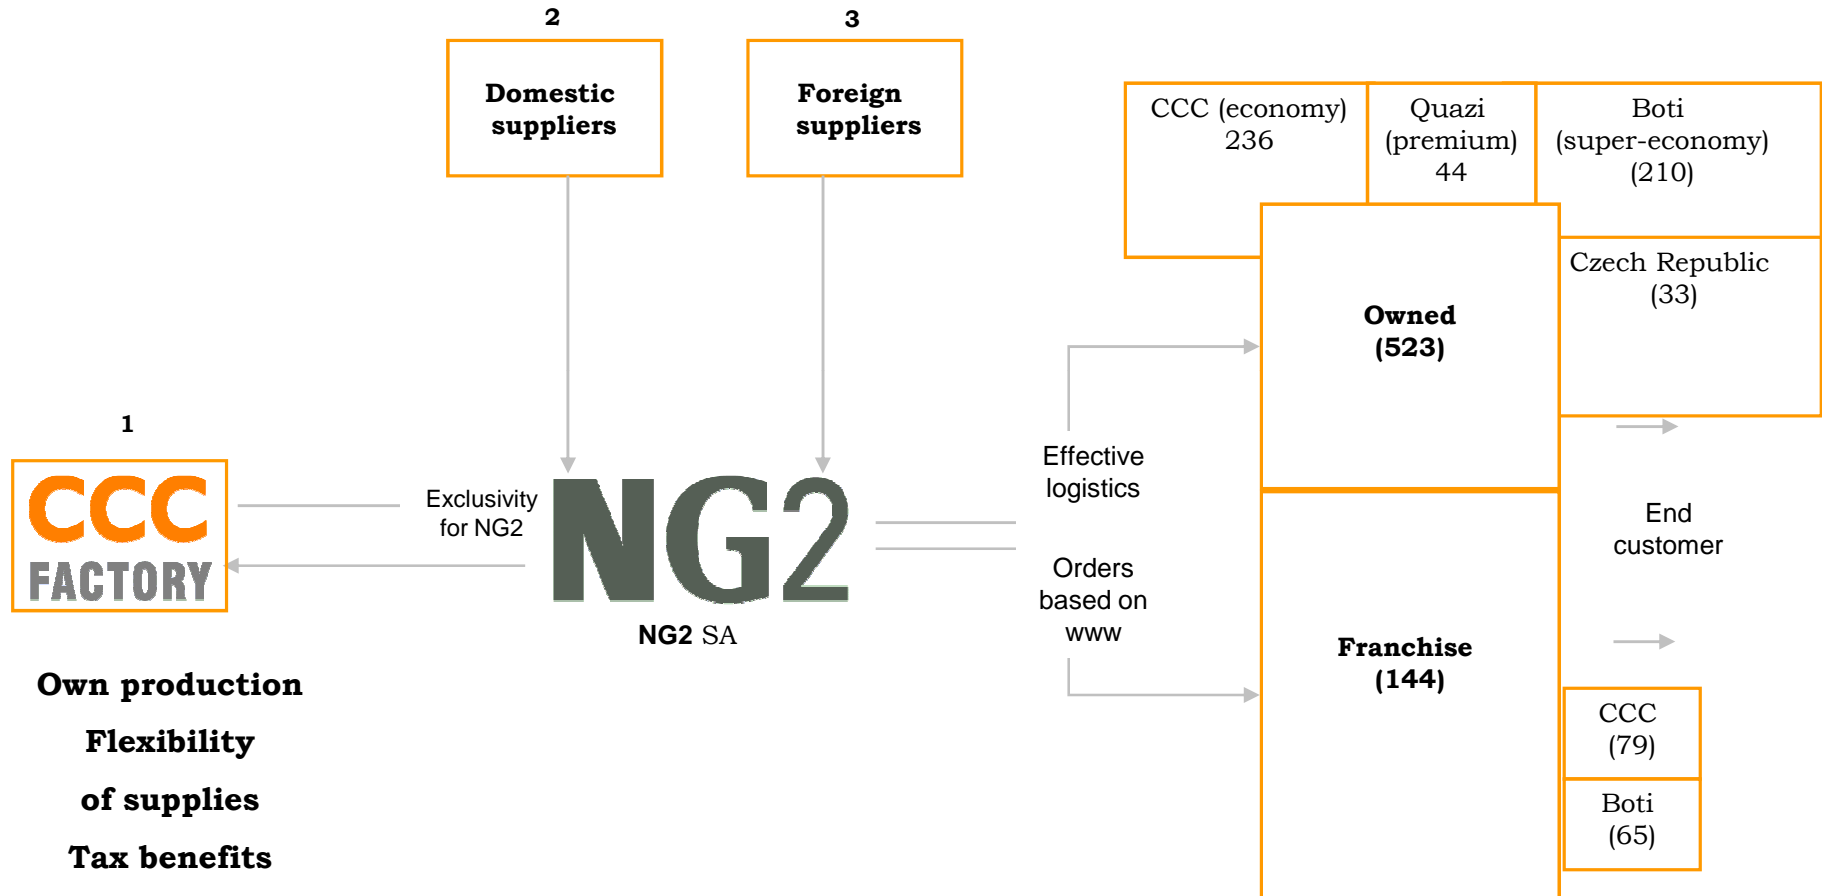 2
3
Domestic
suppliers
Foreign
suppliers
CCC (economy)
236
Quazi
(premium)
44
Boti
(super-economy)
(210)
Czech Republic
(33)
Owned
(523)
1
CCC
FACTORY
Exclusivity
for NG2
NG2
NG2 SA
Effective
logistics
Orders
based on
www
End
customer
Franchise
(144)
CCC
(79)
Boti
(65)
Own production
Flexibility
of supplies
Tax benefits